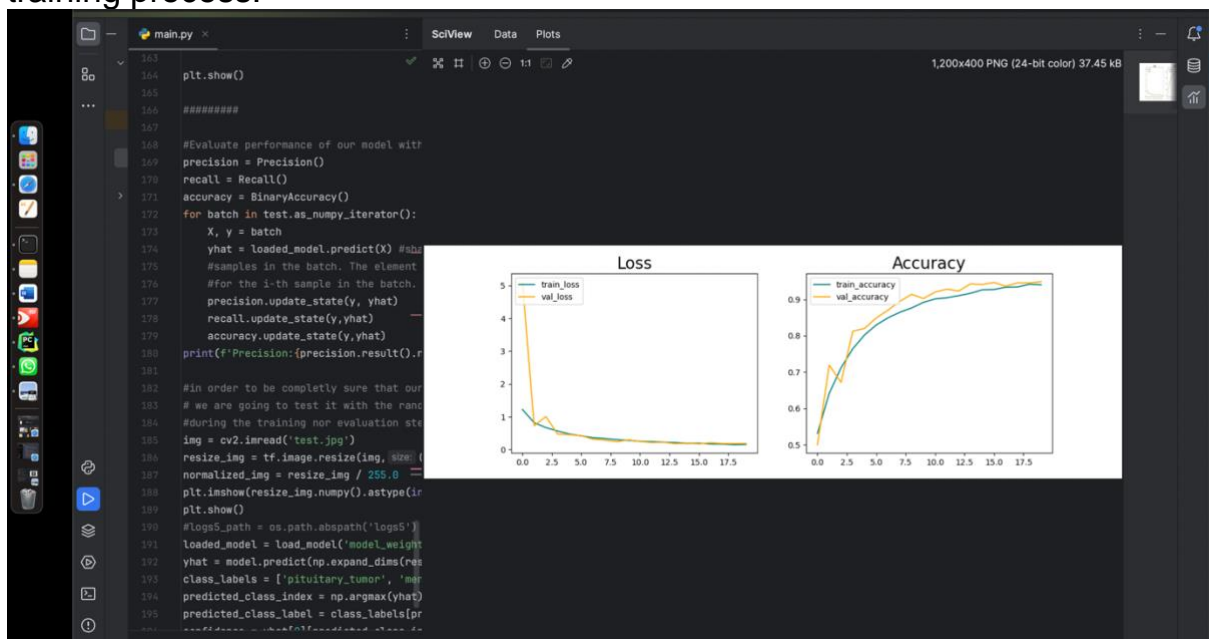 training process.
main.py
SciView Data Plots
1:1
1,200x400 PNG (24-bit color) 37.45 kB
163
164 plt.show()
165
166 #########
167
168 #Evaluate performance of our model with
169 precision = Precision()
170 recall = Recall()
171 accuracy = BinaryAccuracy()
172 for batch in test.as_numpy_iterator():
173 X, y = batch
174 yhat = loaded_model.predict(X) #sha
175 #samples in the batch. The element
176 #for the i-th sample in the batch.
177 precision.update_state(y, yhat)
178 recall.update_state(y,yhat)
179 accuracy.update_state(y,yhat)
180 print(f'Precision:{precision.result().n
181
182 #in order to be completly sure that our
183 # we are going to test it with the rand
184 #during the training nor evaluation ste
185 img = cv2.imread('test.jpg')
186 resize_img = tf.image.resize(img, size: (
187 normalized_img = resize_img / 255.0
188 plt.imshow(resize_img.numpy().astype(in
189 plt.show()
190 #logs5_path = os.path.abspath('logs5')
191 loaded_model = load_model('model_weight
192 yhat = model.predict(np.expand_dims(res
193 class_labels = ['pituitary_tumor', 'men
194 predicted_class_index = np.argmax(yhat)
195 predicted_class_label = class_labels[pr
Loss
train_loss
val_loss
5
4
3
2
1
0
0.0 2.5 5.0 7.5 10.0 12.5 15.0 17.5
Accuracy
train_accuracy
val_accuracy
0.9
0.8
0.7
0.6
0.5
0.0 2.5 5.0 7.5 10.0 12.5 15.0 17.5